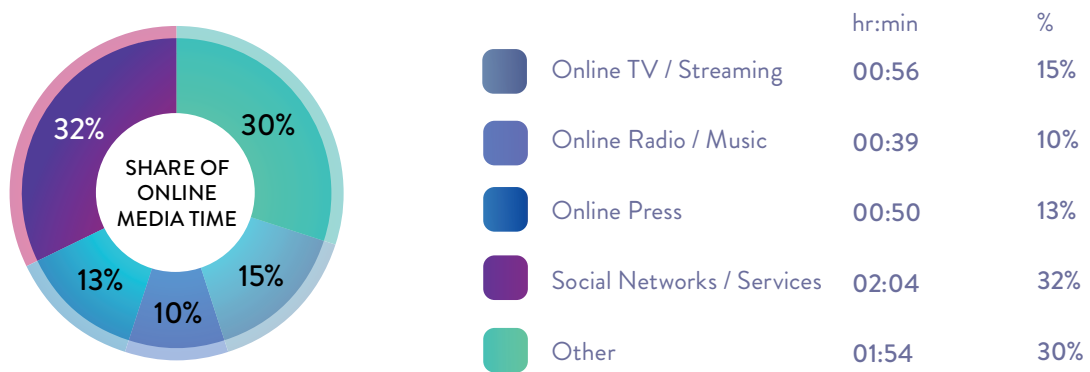 32%
30%
SHARE OF
ONLINE
MEDIA TIME
13%
15%
10%
hr:min %
Online TV / Streaming 00:56 15%
Online Radio / Music 00:39 10%
Online Press 00:50 13%
Social Networks / Services 02:04 32%
Other 01:54 30%